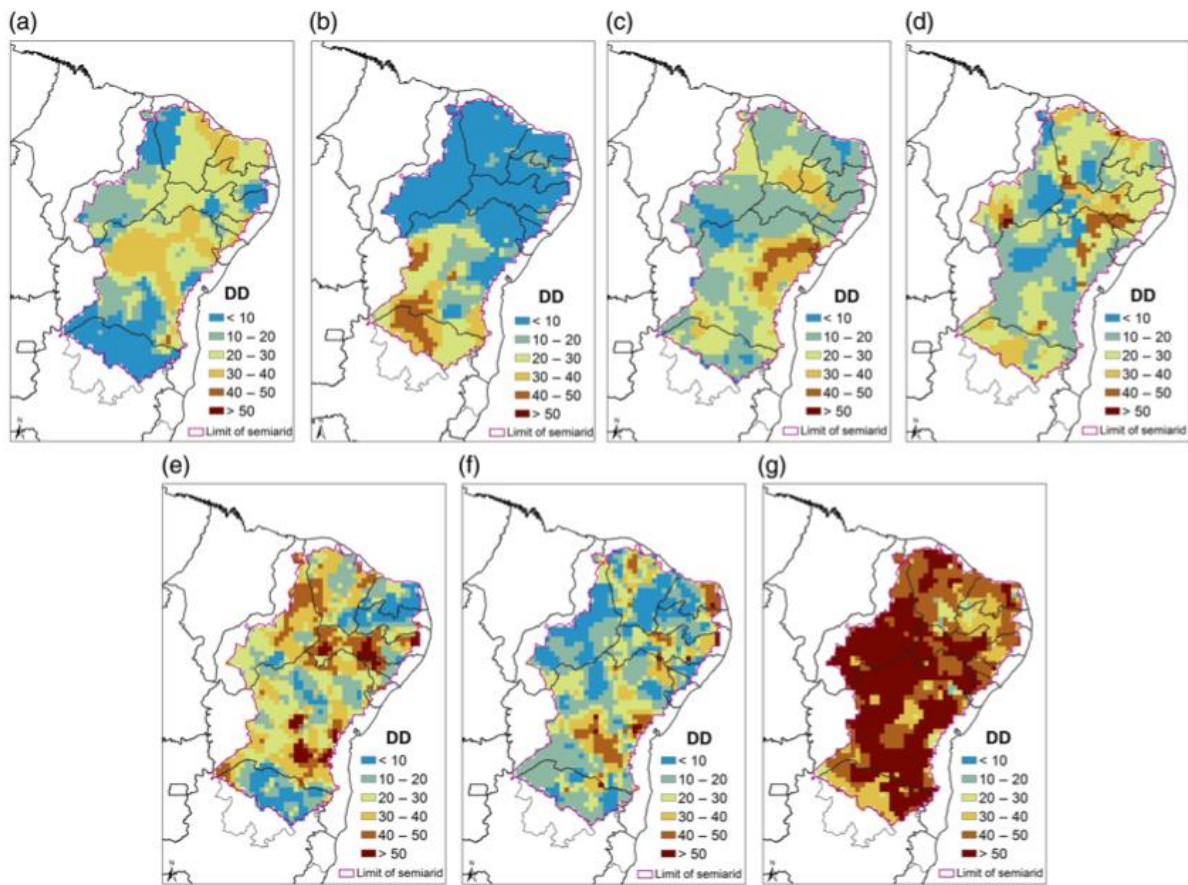 (a)
DD
< 10
10 – 20
20 – 30
30 – 40
40 – 50
> 50
Limit of semiarid
N
(b)
DD
< 10
10 – 20
20 – 30
30 – 40
40 – 50
> 50
Limit of semiarid
N
(c)
DD
< 10
10 – 20
20 – 30
30 – 40
40 – 50
> 50
Limit of semiarid
N
(d)
DD
< 10
10 – 20
20 – 30
30 – 40
40 – 50
> 50
Limit of semiarid
N
(e)
DD
< 10
10 – 20
20 – 30
30 – 40
40 – 50
> 50
Limit of semiarid
N
(f)
DD
< 10
10 – 20
20 – 30
30 – 40
40 – 50
> 50
Limit of semiarid
N
(g)
DD
< 10
10 – 20
20 – 30
30 – 40
40 – 50
> 50
Limit of semiarid
N